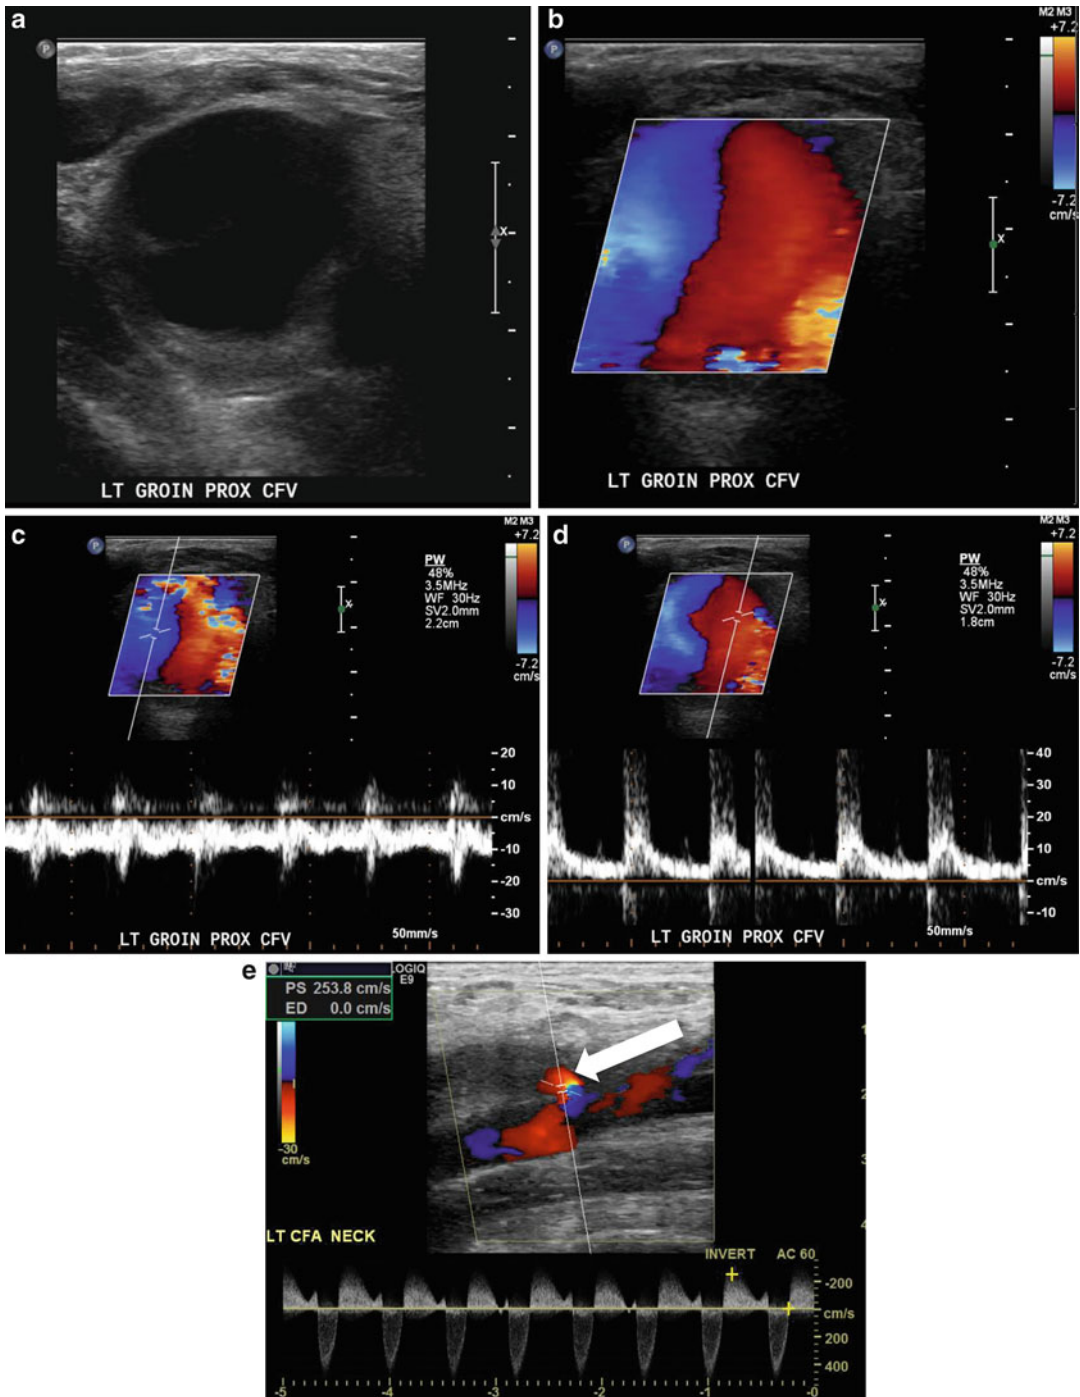 a
P
X
LT GROIN PROX CFV
b
P
M2 M3
+7.2
-7.2
cm/s
X
LT GROIN PROX CFV
c
P
M2 M3
+7.2
-7.2
cm/s
X
PW
48%
3.5MHz
WF 30Hz
SV2.0mm
2.2cm
20
10
cm/s
-10
-20
-30
50mm/s
LT GROIN PROX CFV
d
P
M2 M3
+7.2
-7.2
cm/s
X
PW
48%
3.5MHz
WF 30Hz
SV2.0mm
1.8cm
40
30
20
10
cm/s
-10
50mm/s
LT GROIN PROX CFV
e
LOGIQ
E9
PS 253.8 cm/s
ED 0.0 cm/s
-30
cm/s
1
2
3
4
LT CFA NECK
INVERT AC 60
-200
cm/s
200
400
-5 -4 -3 -2 -1 -0